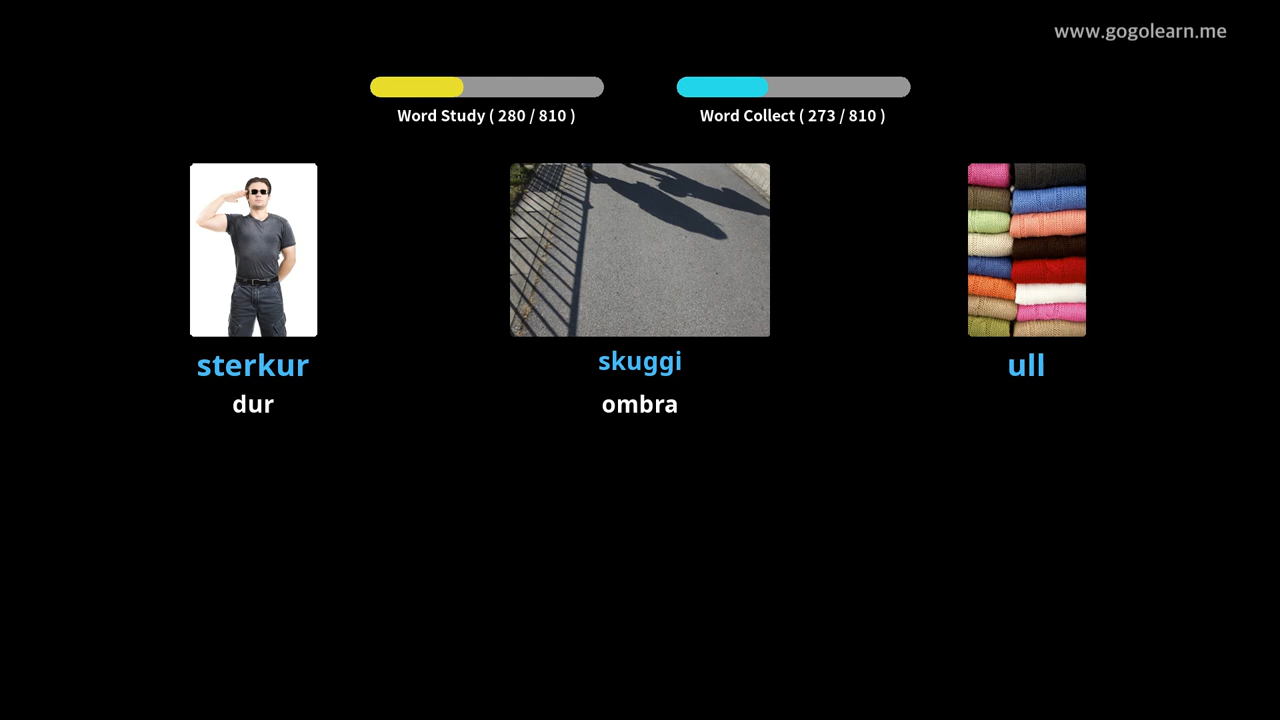 www.gogolearn.me
Word Study ( 280 / 810 )
Word Collect ( 273 / 810 )
sterkur
dur
skuggi
ombra
ull